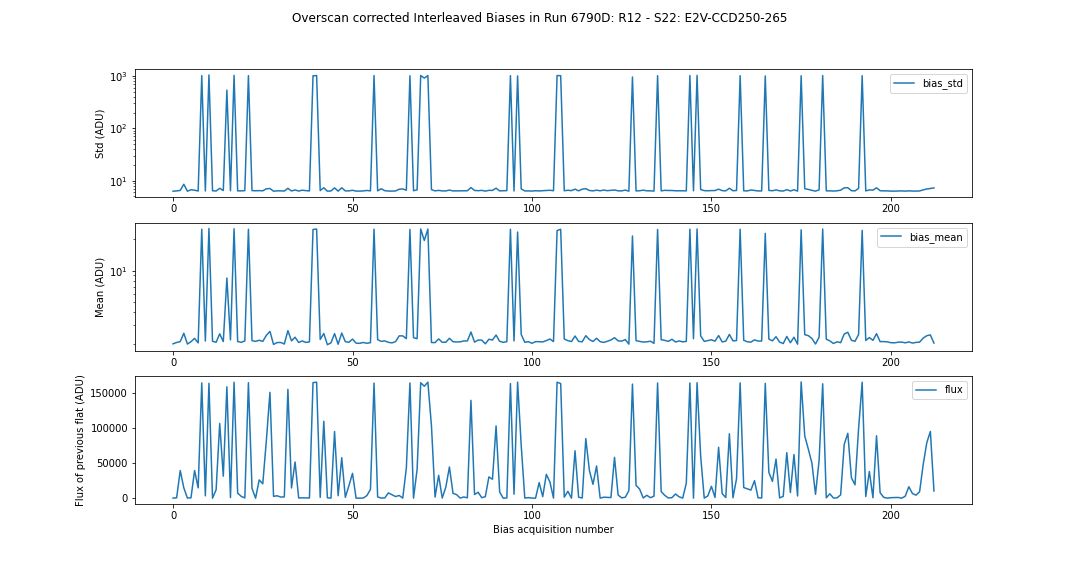 Overscan corrected Interleaved Biases in Run 6790D: R12 - S22: E2V-CCD250-265
Std (ADU)
10³
10²
10¹
bias_std
0 50 100 150 200
Mean (ADU)
10¹
bias_mean
0 50 100 150 200
Flux of previous flat (ADU)
150000
100000
50000
0
flux
0 50 100 150 200
Bias acquisition number